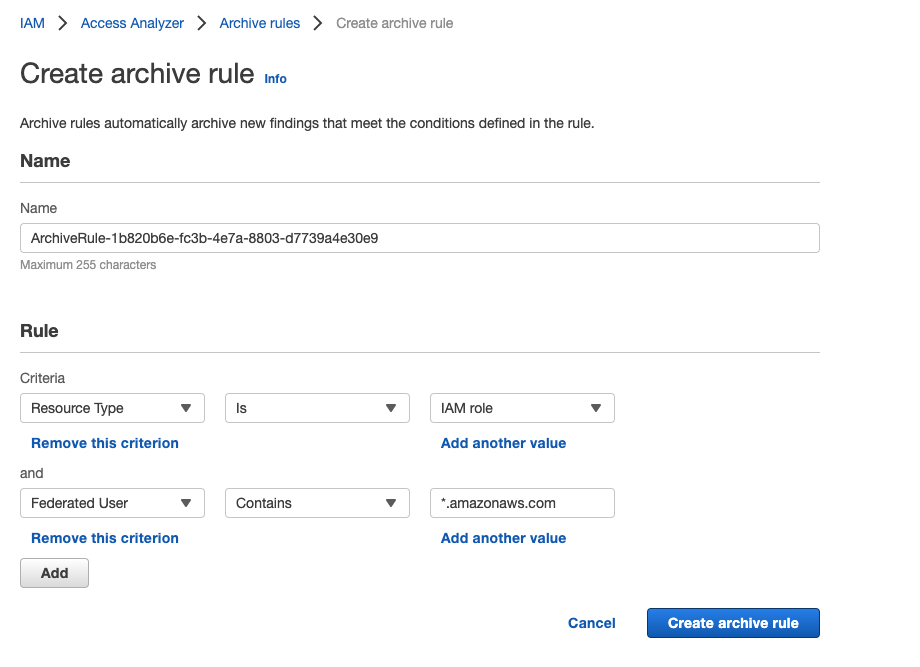 IAM > Access Analyzer > Archive rules > Create archive rule
Create archive rule Info
Archive rules automatically archive new findings that meet the conditions defined in the rule.
Name
Name
ArchiveRule-1b820b6e-fc3b-4e7a-8803-d7739a4e30e9
Maximum 255 characters
Rule
Criteria
Resource Type Is IAM role
Remove this criterion Add another value
and
Federated User Contains *.amazonaws.com
Remove this criterion Add another value
Add
Cancel Create archive rule